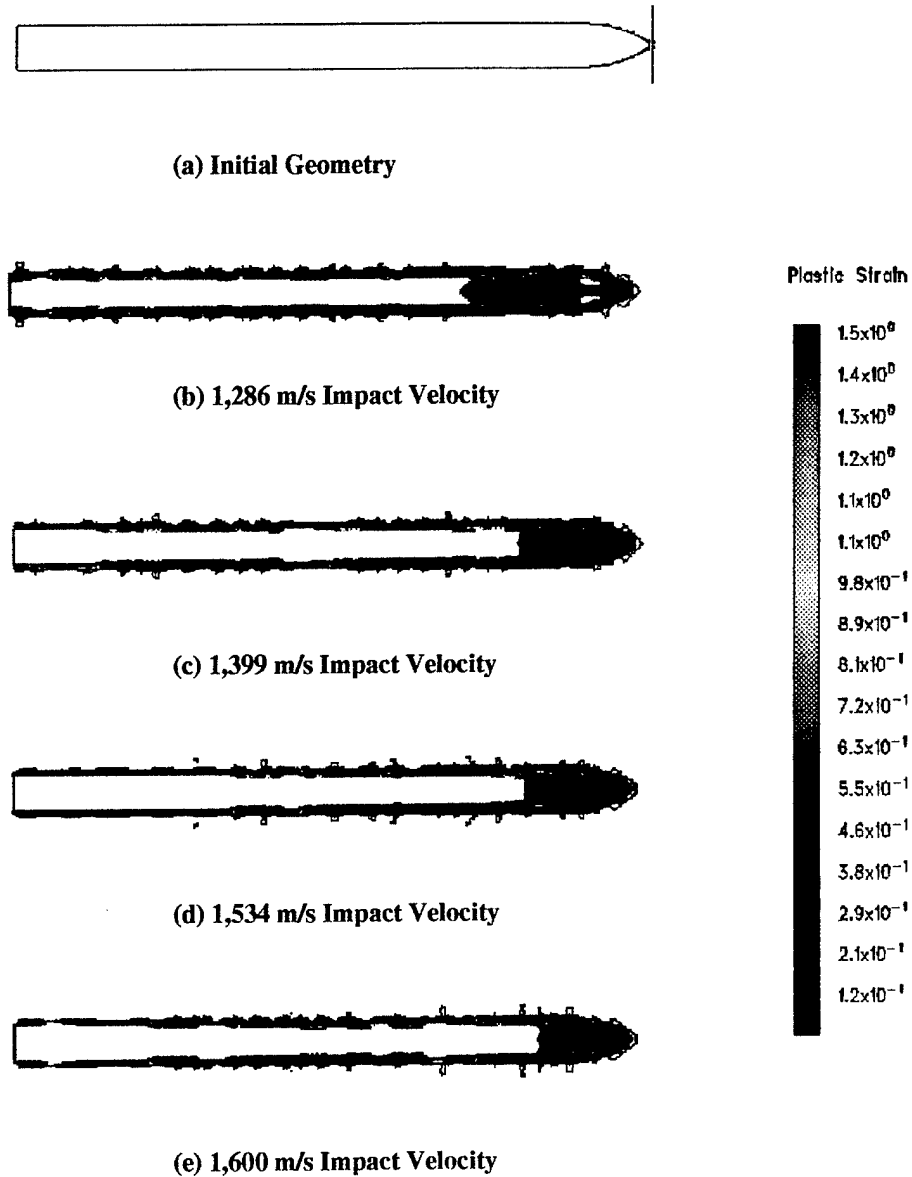 (a) Initial Geometry
(b) 1,286 m/s Impact Velocity
(c) 1,399 m/s Impact Velocity
(d) 1,534 m/s Impact Velocity
(e) 1,600 m/s Impact Velocity
Plastic Strain
1.5x10⁰
1.4x10⁰
1.3x10⁰
1.2x10⁰
1.1x10⁰
1.1x10⁰
9.8x10⁻¹
8.9x10⁻¹
8.1x10⁻¹
7.2x10⁻¹
6.3x10⁻¹
5.5x10⁻¹
4.6x10⁻¹
3.8x10⁻¹
2.9x10⁻¹
2.1x10⁻¹
1.2x10⁻¹